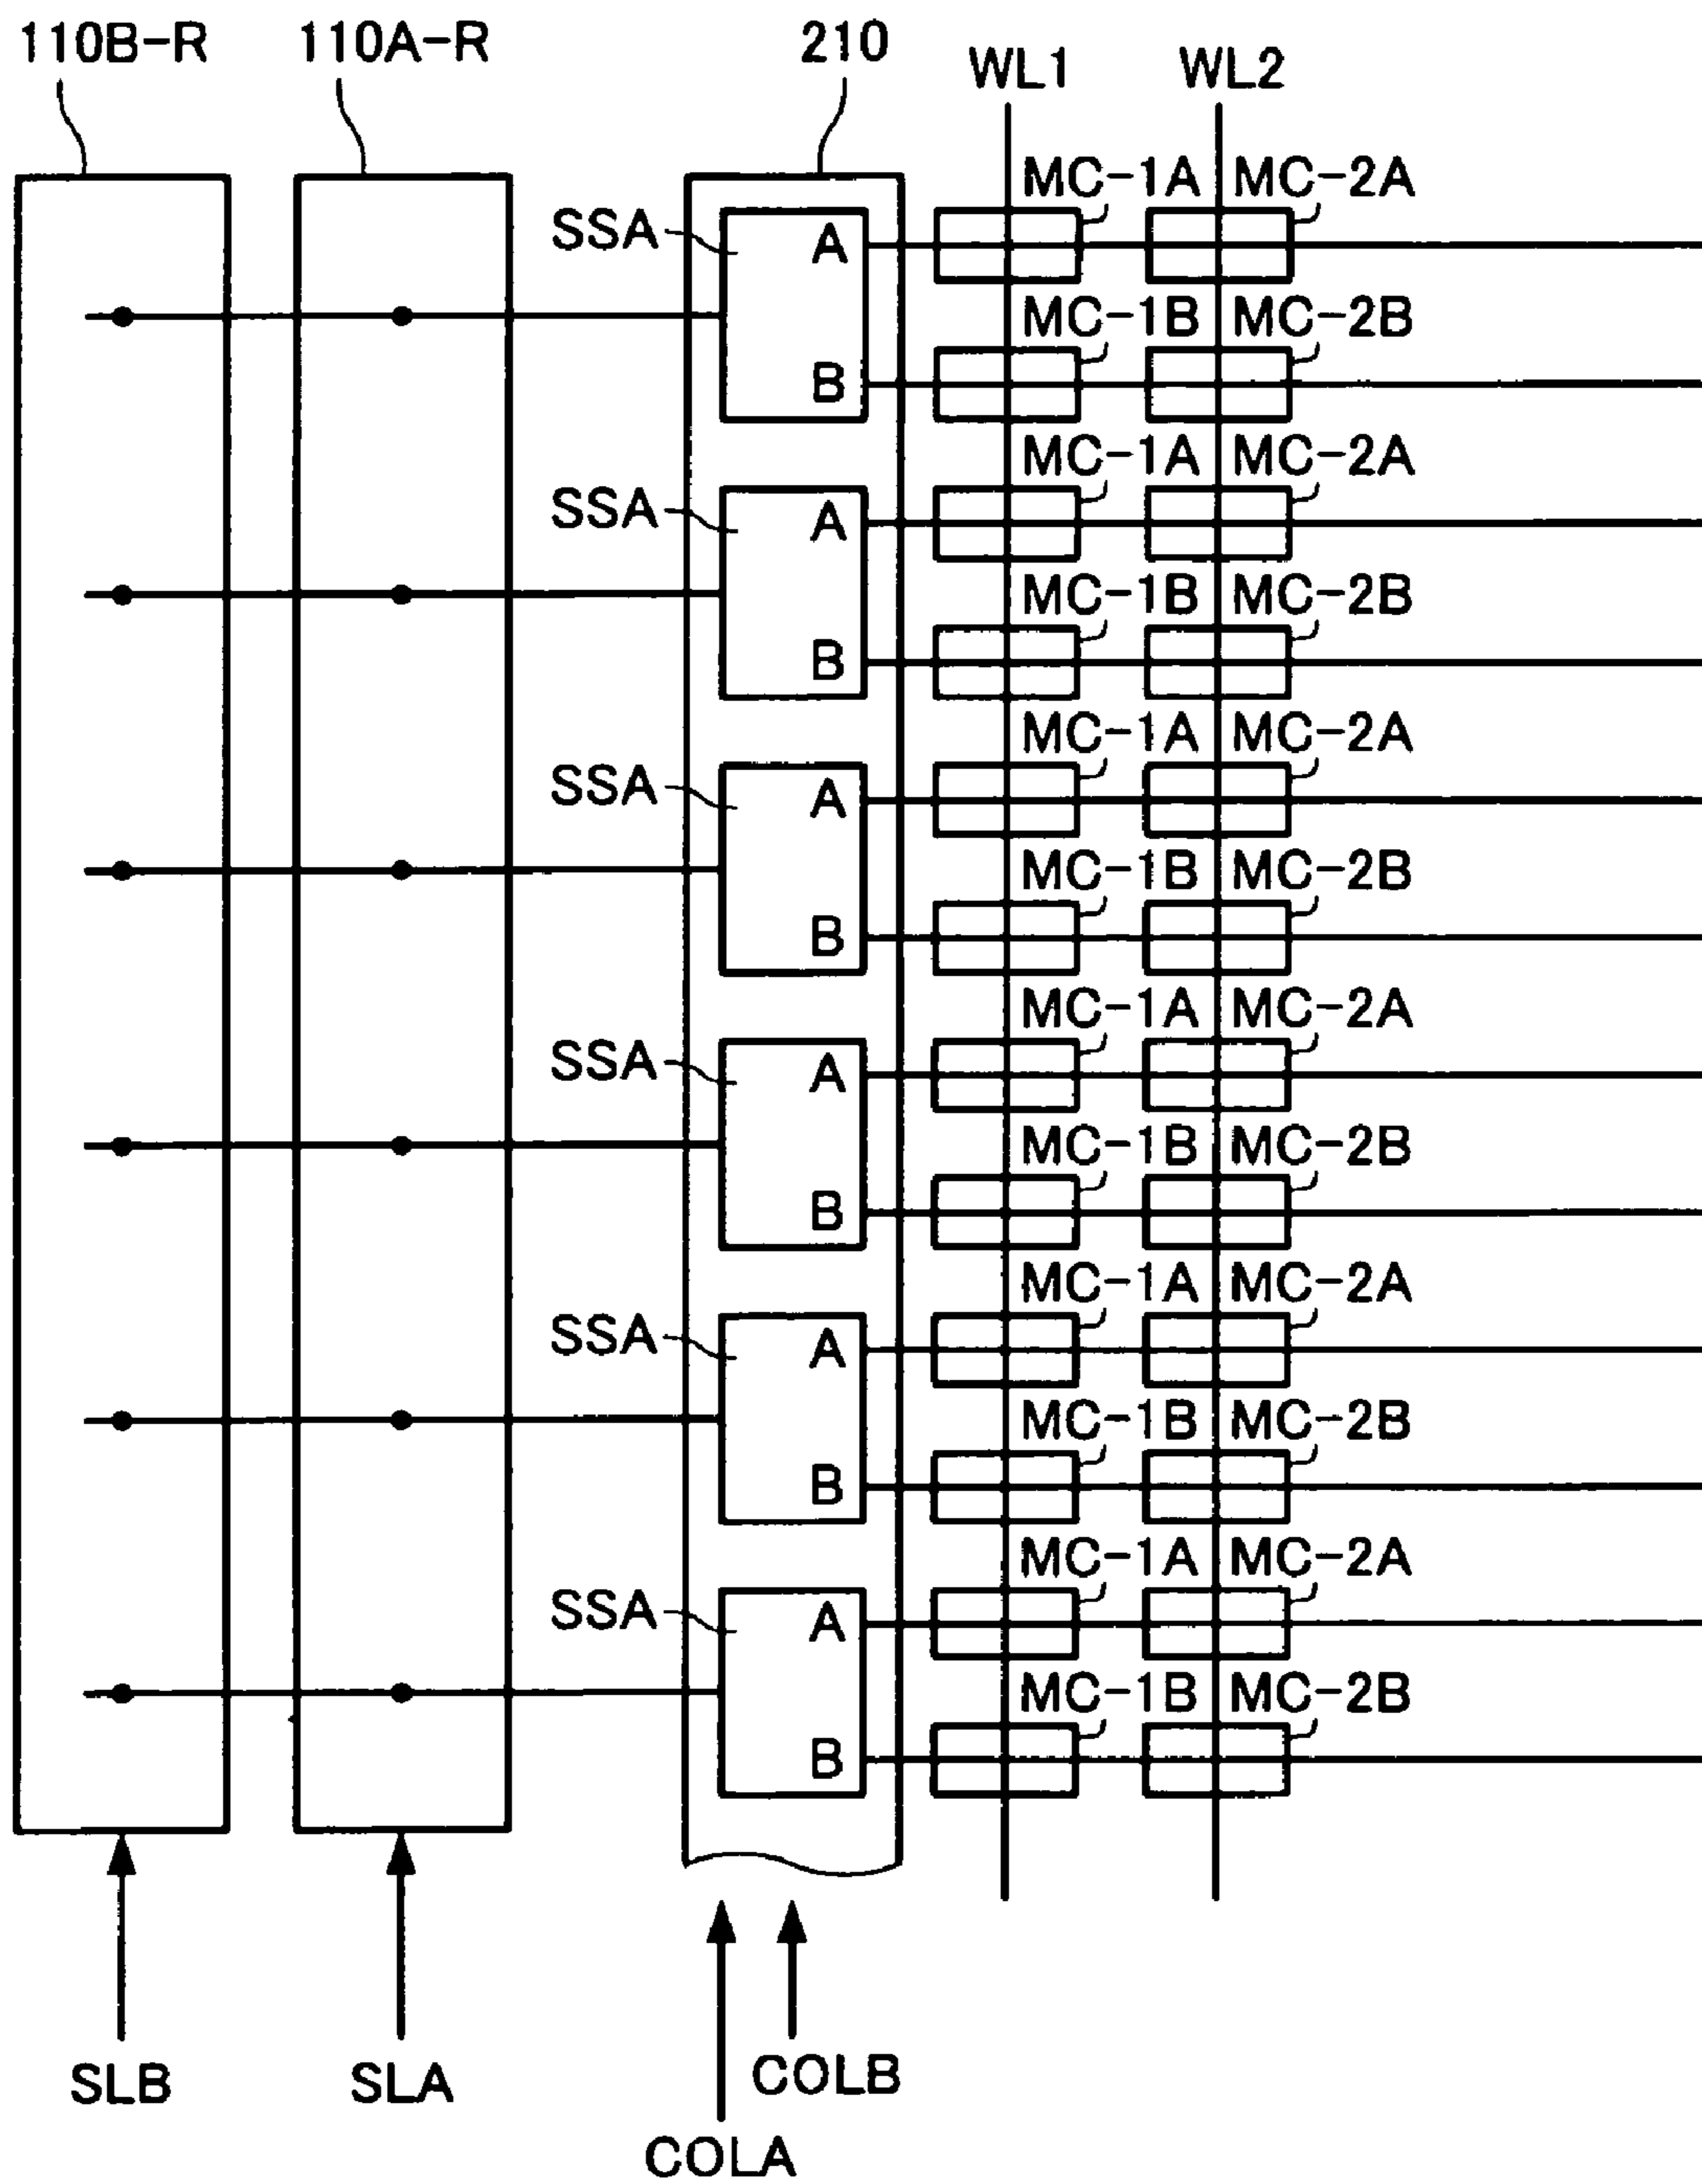 110B-R 110A-R 210 WL1 WL2
MC-1A MC-2A
SSA A
MC-1B MC-2B
B
MC-1A MC-2A
SSA A
MC-1B MC-2B
B
MC-1A MC-2A
SSA A
MC-1B MC-2B
B
MC-1A MC-2A
SSA A
MC-1B MC-2B
B
MC-1A MC-2A
SSA A
MC-1B MC-2B
B
MC-1A MC-2A
SSA A
MC-1B MC-2B
B
SLB SLA COLB
COLA